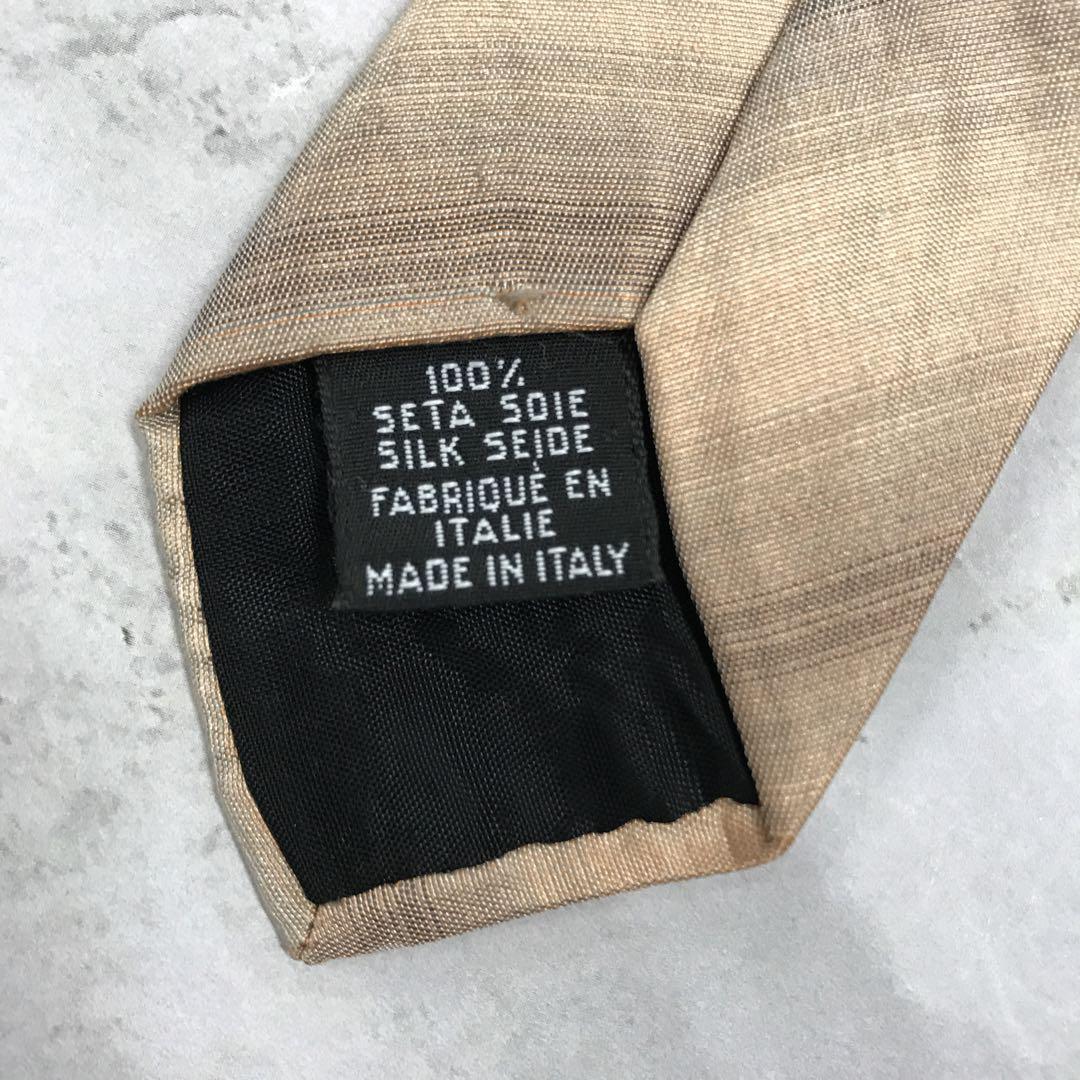 100%
SETA SOIE
SILK SEIDE
FABRIQUÉ EN
ITALIE
MADE IN ITALY